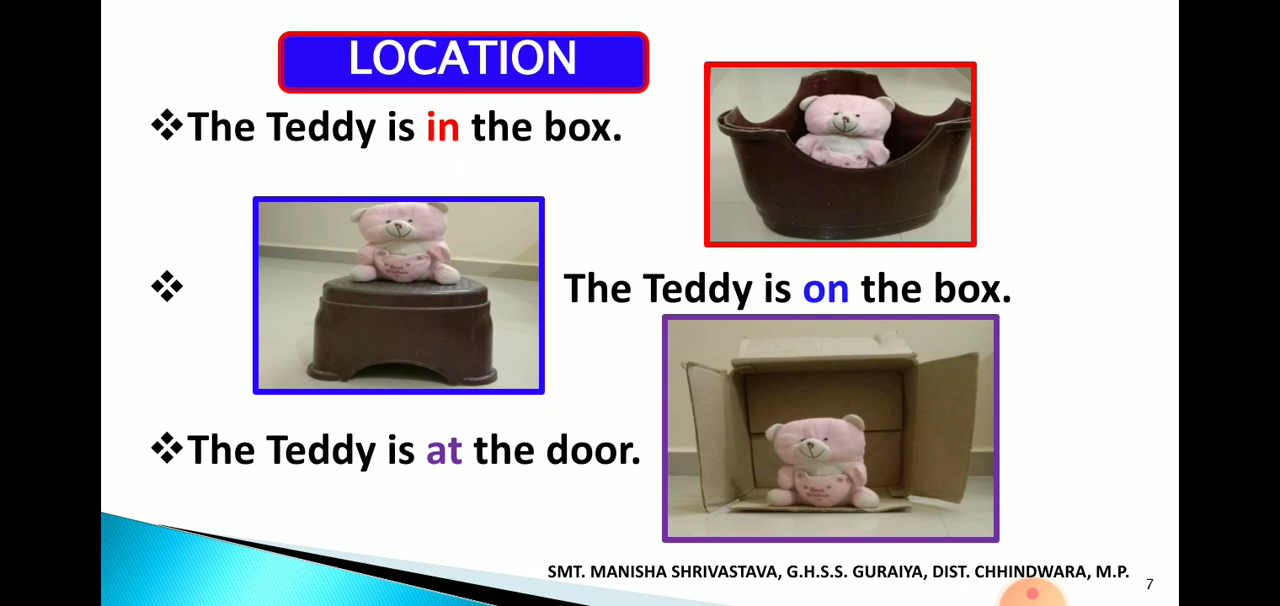 LOCATION
❖The Teddy is in the box.
❖ The Teddy is on the box.
❖The Teddy is at the door.
SMT. MANISHA SHRIVASTAVA, G.H.S.S. GURAIYA, DIST. CHHINDWARA, M.P.
7